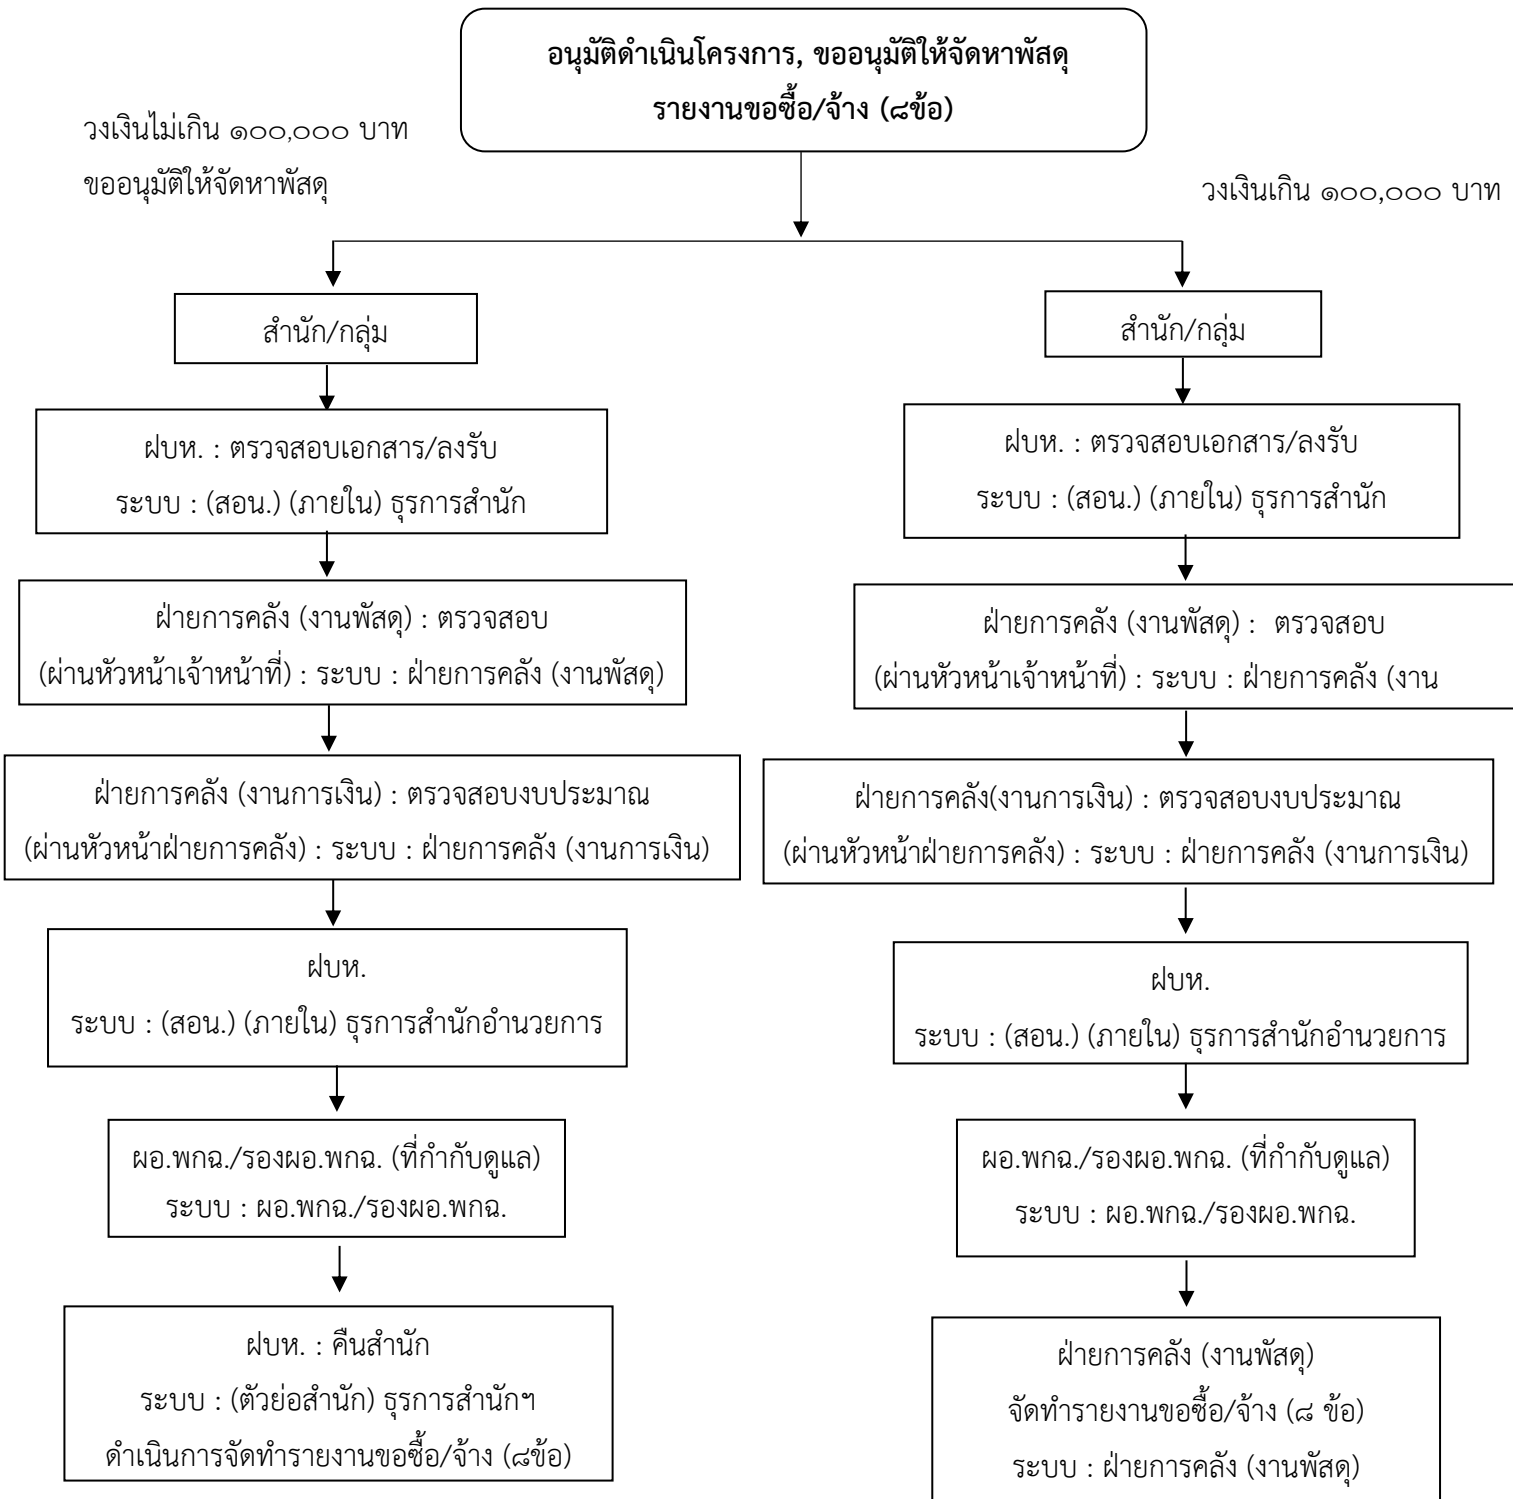 อนุมัติดำเนินโครงการ, ขออนุมัติให้จัดหาพัสดุ
รายงานขอซื้อ/จ้าง (๘ข้อ)
วงเงินไม่เกิน ๑๐๐,๐๐๐ บาท
ขออนุมัติให้จัดหาพัสดุ
วงเงินเกิน ๑๐๐,๐๐๐ บาท
สำนัก/กลุ่ม
ฝบห. : ตรวจสอบเอกสาร/ลงรับ
ระบบ : (สอน.) (ภายใน) ธุรการสำนัก
ฝ่ายการคลัง (งานพัสดุ) : ตรวจสอบ
(ผ่านหัวหน้าเจ้าหน้าที่) : ระบบ : ฝ่ายการคลัง (งานพัสดุ)
ฝ่ายการคลัง (งานการเงิน) : ตรวจสอบงบประมาณ
(ผ่านหัวหน้าฝ่ายการคลัง) : ระบบ : ฝ่ายการคลัง (งานการเงิน)
ฝบห.
ระบบ : (สอน.) (ภายใน) ธุรการสำนักอำนวยการ
ผอ.พกฉ./รองผอ.พกฉ. (ที่กำกับดูแล)
ระบบ : ผอ.พกฉ./รองผอ.พกฉ.
ฝบห. : คืนสำนัก
ระบบ : (ตัวย่อสำนัก) ธุรการสำนักฯ
ดำเนินการจัดทำรายงานขอซื้อ/จ้าง (๘ข้อ)
สำนัก/กลุ่ม
ฝบห. : ตรวจสอบเอกสาร/ลงรับ
ระบบ : (สอน.) (ภายใน) ธุรการสำนัก
ฝ่ายการคลัง (งานพัสดุ) : ตรวจสอบ
(ผ่านหัวหน้าเจ้าหน้าที่) : ระบบ : ฝ่ายการคลัง (งาน
ฝ่ายการคลัง(งานการเงิน) : ตรวจสอบงบประมาณ
(ผ่านหัวหน้าฝ่ายการคลัง) : ระบบ : ฝ่ายการคลัง (งานการเงิน)
ฝบห.
ระบบ : (สอน.) (ภายใน) ธุรการสำนักอำนวยการ
ผอ.พกฉ./รองผอ.พกฉ. (ที่กำกับดูแล)
ระบบ : ผอ.พกฉ./รองผอ.พกฉ.
ฝ่ายการคลัง (งานพัสดุ)
จัดทำรายงานขอซื้อ/จ้าง (๘ ข้อ)
ระบบ : ฝ่ายการคลัง (งานพัสดุ)